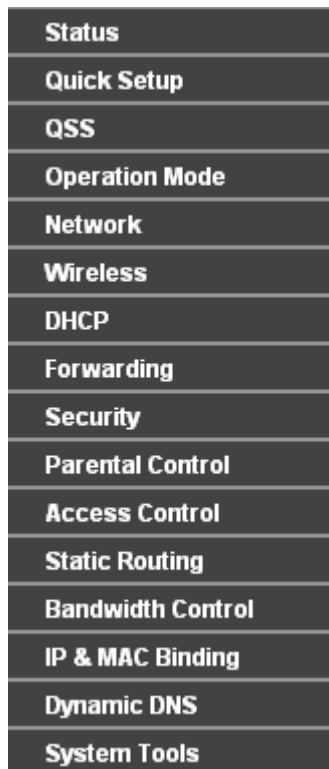 Status
Quick Setup
QSS
Operation Mode
Network
Wireless
DHCP
Forwarding
Security
Parental Control
Access Control
Static Routing
Bandwidth Control
IP & MAC Binding
Dynamic DNS
System Tools